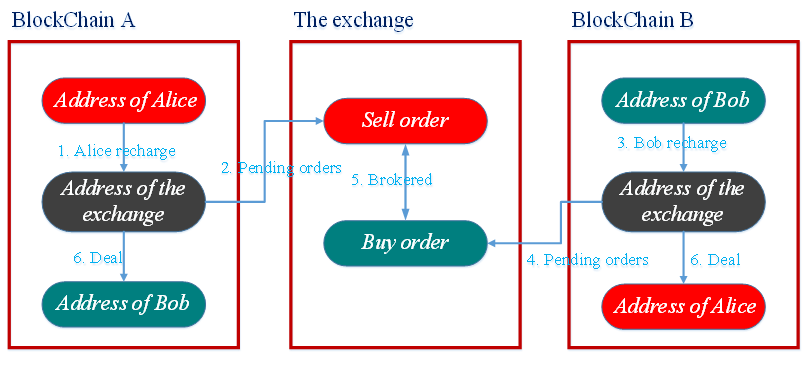 BlockChain A
The exchange
BlockChain B
Address of Alice
1. Alice recharge
Address of the
exchange
6. Deal
Address of Bob
2. Pending orders
Sell order
5. Brokered
Buy order
Address of Bob
3. Bob recharge
Address of the
exchange
4. Pending orders
6. Deal
Address of Alice